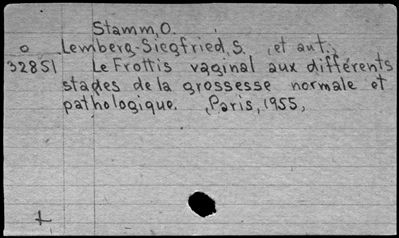 Stamm, O.
o Lemberg-Siegfried, S. , et aut.,
32851 Le Frottis vaginal aux différents
stades de la grossesse normale et
pathologique. , Paris, 1955,
+